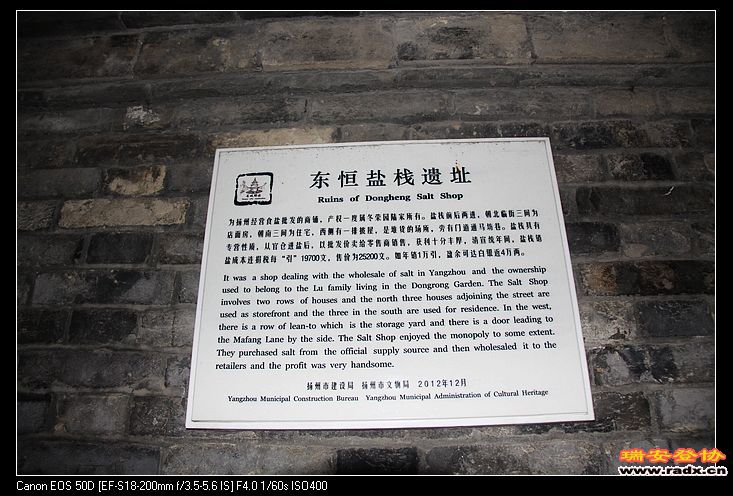 东恒盐栈遗址
Ruins of Dongheng Salt Shop
为扬州经营食盐批发的商铺，产权一度属冬荣园陆家所有。盐栈前后两进，朝北临街三间为
店面房，朝南三间为住宅，西侧有一排披屋，是堆货的场所，旁有门通通马坊巷。盐栈具有
专营性质，从官仓进盐后，以批发价卖给零售商销售，获利十分丰厚，清宣统年间，盐栈销
盐成本连捐税每“引”19700文，售价为25200文。如年销1万引，盈余可达白银近4万两。
It was a shop dealing with the wholesale of salt in Yangzhou and the ownership
used to belong to the Lu family living in the Dongrong Garden. The Salt Shop
involves two rows of houses and the north three houses adjoining the street are
used as storefront and the three in the south are used for residence. In the west,
there is a row of lean-to which is the storage yard and there is a door leading to
the Mafang Lane by the side. The Salt Shop enjoyed the monopoly to some extent.
They purchased salt from the official supply source and then wholesaled it to the
retailers and the profit was very handsome.
扬州市建设局 扬州市文物局 2012年12月
Yangzhou Municipal Construction Bureau Yangzhou Municipal Administration of Cultural Heritage
瑞安登协
www.radx.cn
Canon EOS 50D [EF-S18-200mm f/3.5-5.6 IS] F4.0 1/60s ISO400